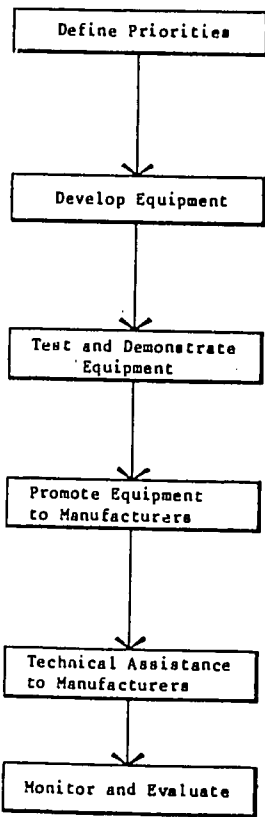 Define Priorities
Develop Equipment
Test and Demonstrate
Equipment
Promote Equipment
to Manufacturers
Technical Assistance
to Manufacturers
Monitor and Evaluate